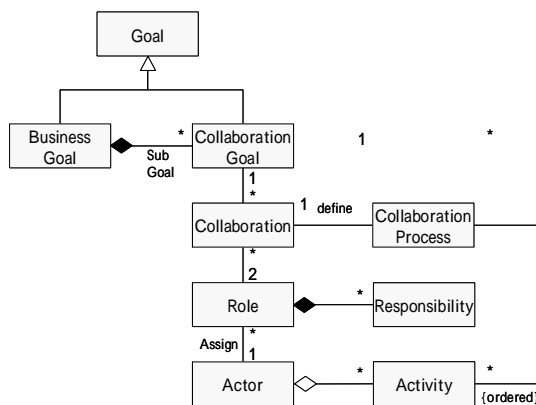 Goal
Business
Goal
*
Sub
Goal
Collaboration
Goal
1
*
1
*
Collaboration
1
define
Collaboration
Process
*
2
Role
*
Responsibility
*
Assign
1
Actor
*
Activity
*
{ordered}